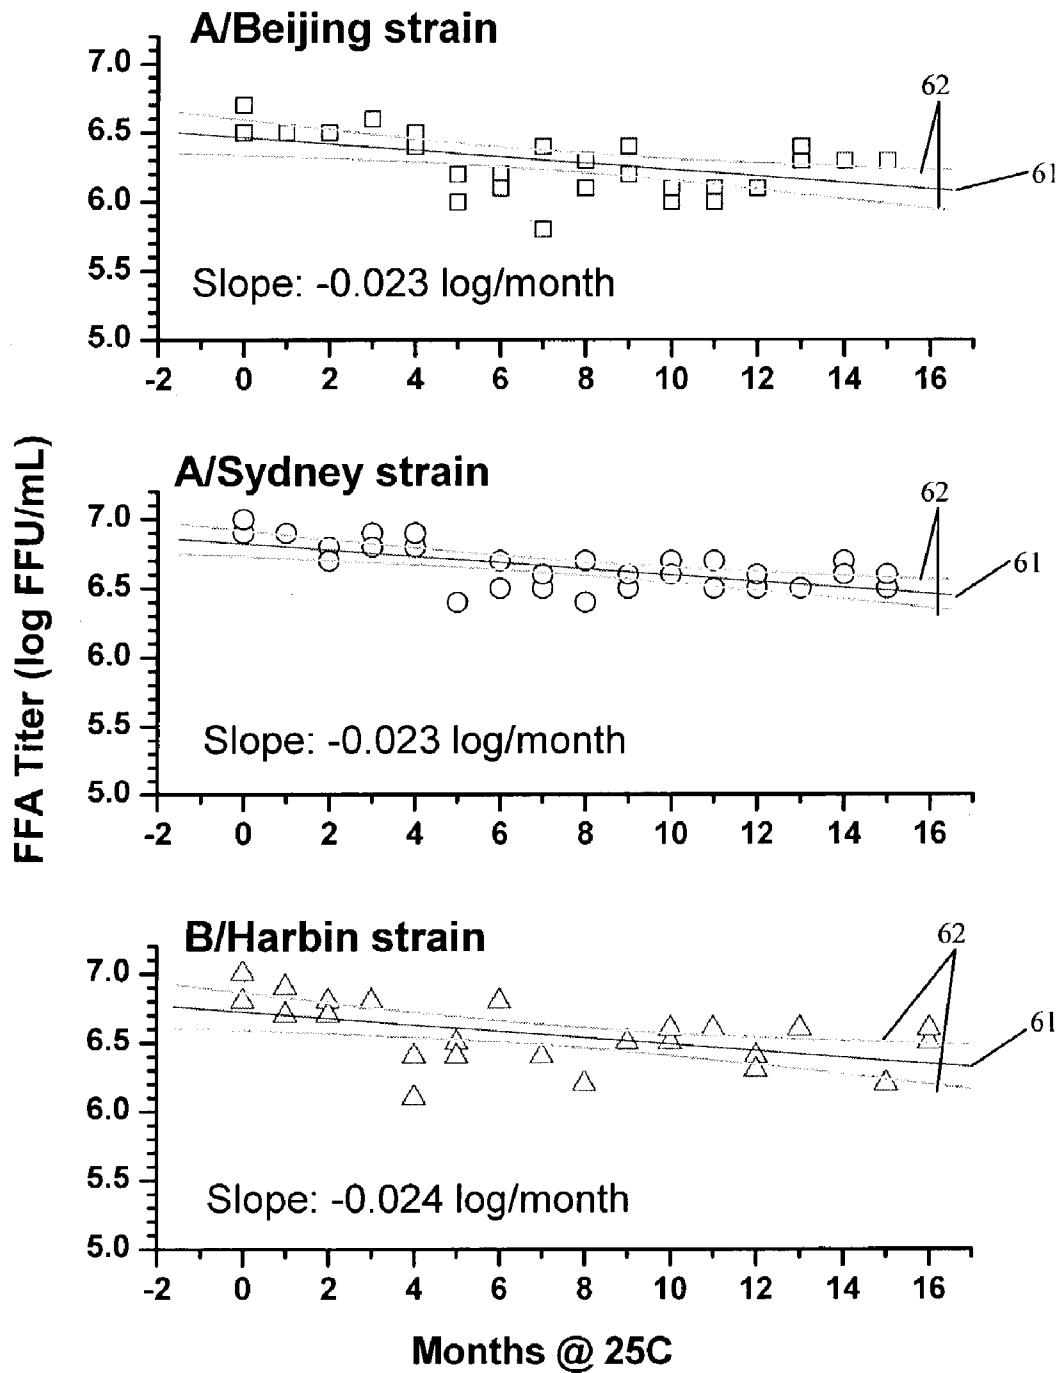 A/Beijing strain
7.0
6.5
6.0
5.5
5.0
62
61
Slope: -0.023 log/month
-2 0 2 4 6 8 10 12 14 16
FFA Titer (log FFU/mL)
A/Sydney strain
7.0
6.5
6.0
5.5
5.0
62
61
Slope: -0.023 log/month
-2 0 2 4 6 8 10 12 14 16
B/Harbin strain
7.0
6.5
6.0
5.5
5.0
62
61
Slope: -0.024 log/month
-2 0 2 4 6 8 10 12 14 16
Months @ 25C